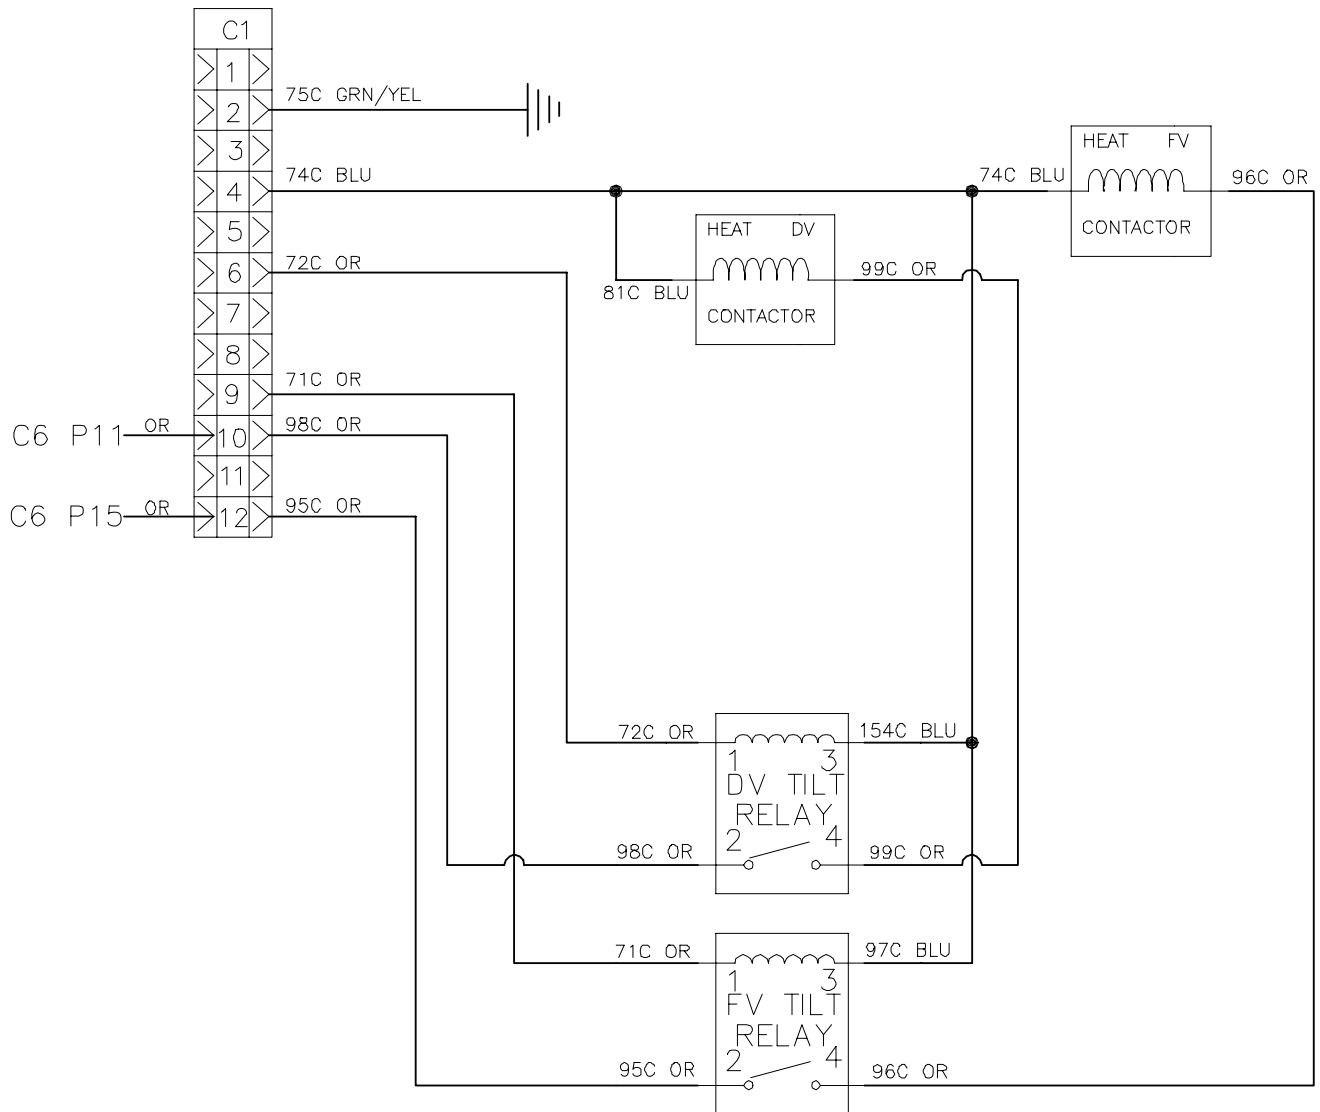 C1
1
75C GRN/YEL
2
3
HEAT FV
74C BLU
74C BLU
96C OR
4
CONTACTOR
5
HEAT DV
72C OR
99C OR
6
81C BLU
7
CONTACTOR
8
71C OR
9
C6 P11
OR
98C OR
10
11
C6 P15
OR
95C OR
12
72C OR
154C BLU
1 3
DV TILT
RELAY
2 4
98C OR
99C OR
71C OR
97C BLU
1 3
FV TILT
RELAY
2 4
95C OR
96C OR